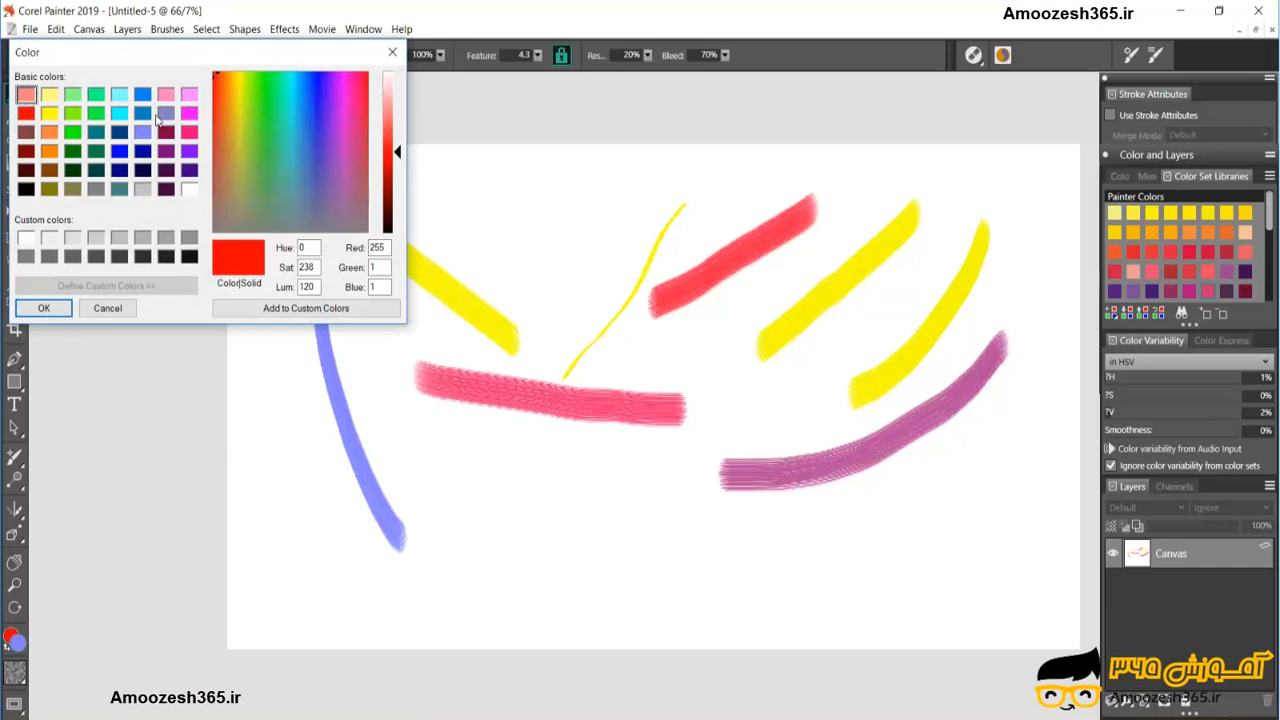 Corel Painter 2019 - [Untitled-5 @ 66/7%]
Amoozesh365.ir
File Edit Canvas Layers Brushes Select Shapes Effects Movie Window Help
100% Feature: 4.3 Res... 20% Bleed: 70%
Color
Basic colors:
Custom colors:
Define Custom Colors >>
OK Cancel
Color|Solid
Hue: 0 Red: 255
Sat: 238 Green: 1
Lum: 120 Blue: 1
Add to Custom Colors
Stroke Attributes
Use Stroke Attributes
Merge Mode: Default
Color and Layers
Colo Mixe Color Set Libraries
Painter Colors
Color Variability Color Express
in HSV
?H 1%
?S 0%
?V 2%
Smoothness: 0%
Color variability from Audio Input
Ignore color variability from color sets
Layers Channels
Default Ignore
100%
Canvas
T
آموزش ۳۶۵
Amoozesh365.ir
Amoozesh365.ir